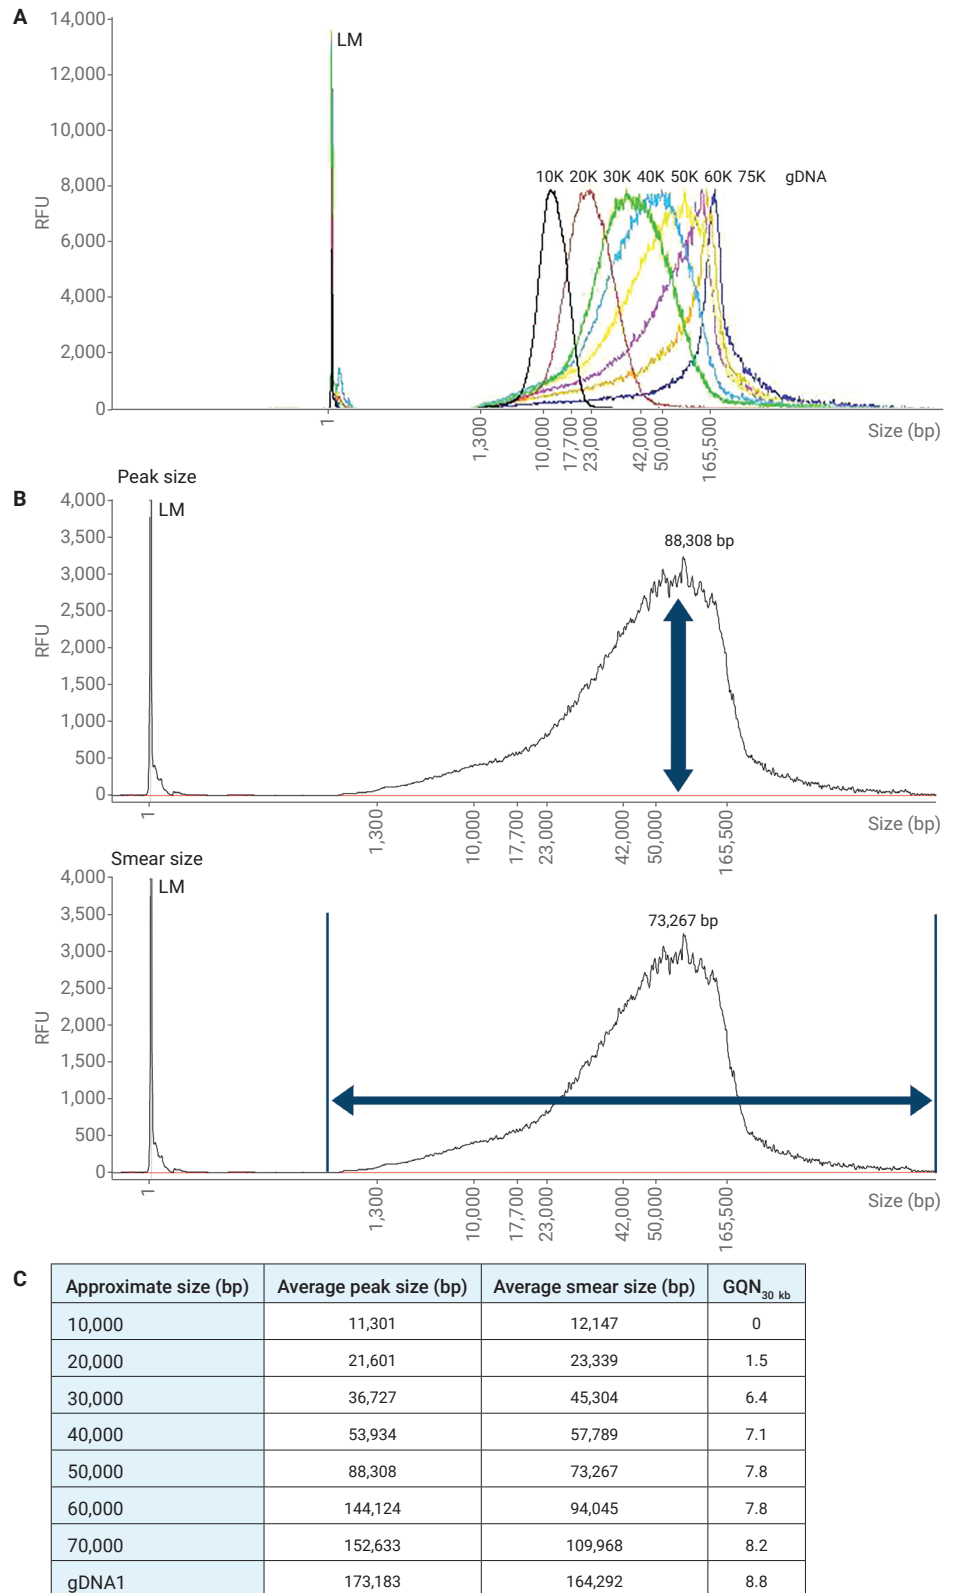 A
14,000
LM
12,000
10,000
8,000
10K 20K 30K 40K 50K 60K 75K gDNA
RFU
6,000
4,000
2,000
0
1
1,300
10,000
17,700
23,000
42,000
50,000
165,500
Size (bp)
Peak size
B
4,000
LM
3,500
88,308 bp
3,000
2,500
RFU
2,000
1,500
1,000
500
0
1
1,300
10,000
17,700
23,000
42,000
50,000
165,500
Size (bp)
Smear size
4,000
LM
3,500
73,267 bp
3,000
2,500
RFU
2,000
1,500
1,000
500
0
1
1,300
10,000
17,700
23,000
42,000
50,000
165,500
Size (bp)
C
Approximate size (bp) Average peak size (bp) Average smear size (bp) GQN30 kb
10,000 11,301 12,147 0
20,000 21,601 23,339 1.5
30,000 36,727 45,304 6.4
40,000 53,934 57,789 7.1
50,000 88,308 73,267 7.8
60,000 144,124 94,045 7.8
70,000 152,633 109,968 8.2
gDNA1 173,183 164,292 8.8